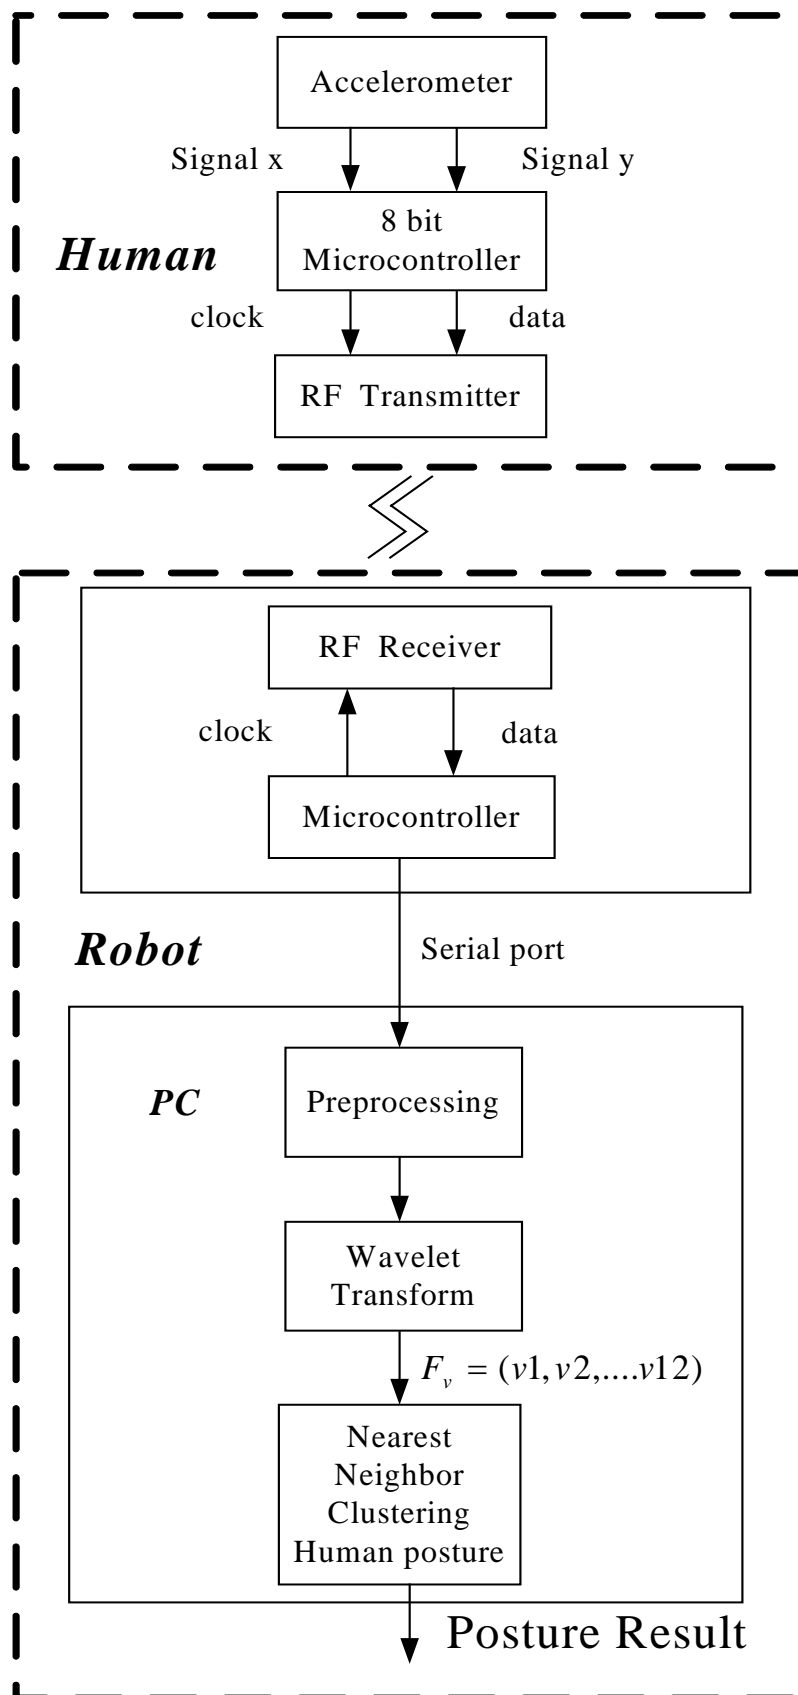 Accelerometer
Signal x
Signal y
8 bit
Microcontroller
Human
clock
data
RF Transmitter
RF Receiver
clock
data
Microcontroller
Robot
Serial port
PC
Preprocessing
Wavelet
Transform
F_v = (v1, v2,....v12)
Nearest
Neighbor
Clustering
Human posture
Posture Result